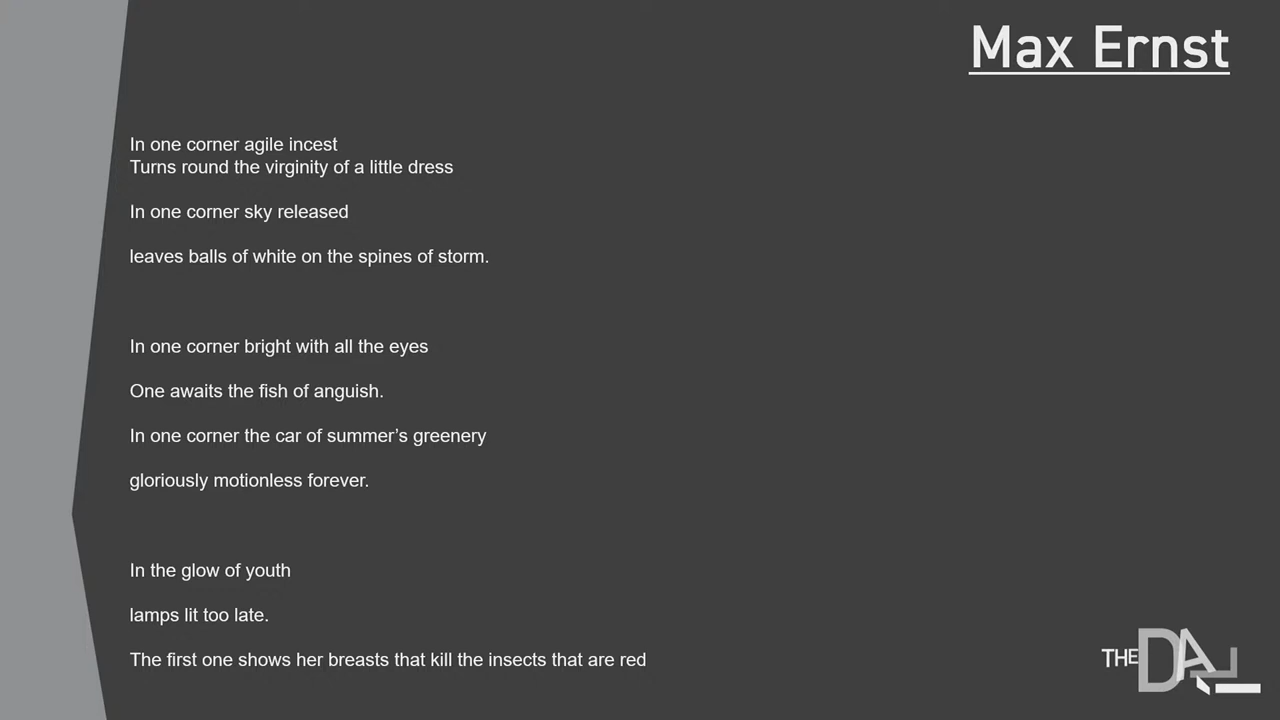 Max Ernst
In one corner agile incest
Turns round the virginity of a little dress
In one corner sky released
leaves balls of white on the spines of storm.
In one corner bright with all the eyes
One awaits the fish of anguish.
In one corner the car of summer’s greenery
gloriously motionless forever.
In the glow of youth
lamps lit too late.
The first one shows her breasts that kill the insects that are red
THE DALÍ